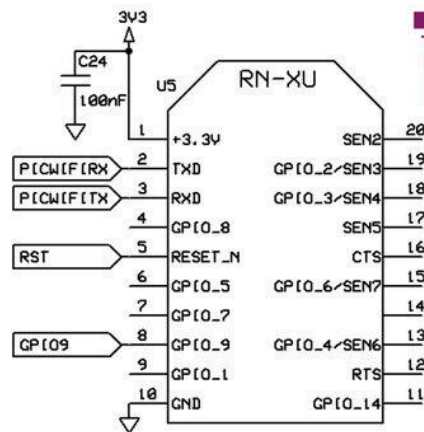 3V3
C24
100nF
U5
RN-XU
1 +3.3V
SEN2 20
PICWIFIRX 2 TXD
GPIO_2/SEN3 19
PICWIFITX 3 RXD
GPIO_3/SEN4 18
4 GPIO_8
SEN5 17
RST 5 RESET_N
CTS 16
6 GPIO_5
GPIO_6/SEN7 15
7 GPIO_7
14
GPIO9 8 GPIO_9
GPIO_4/SEN6 13
9 GPIO_1
RTS 12
10 GND
GPIO_14 11